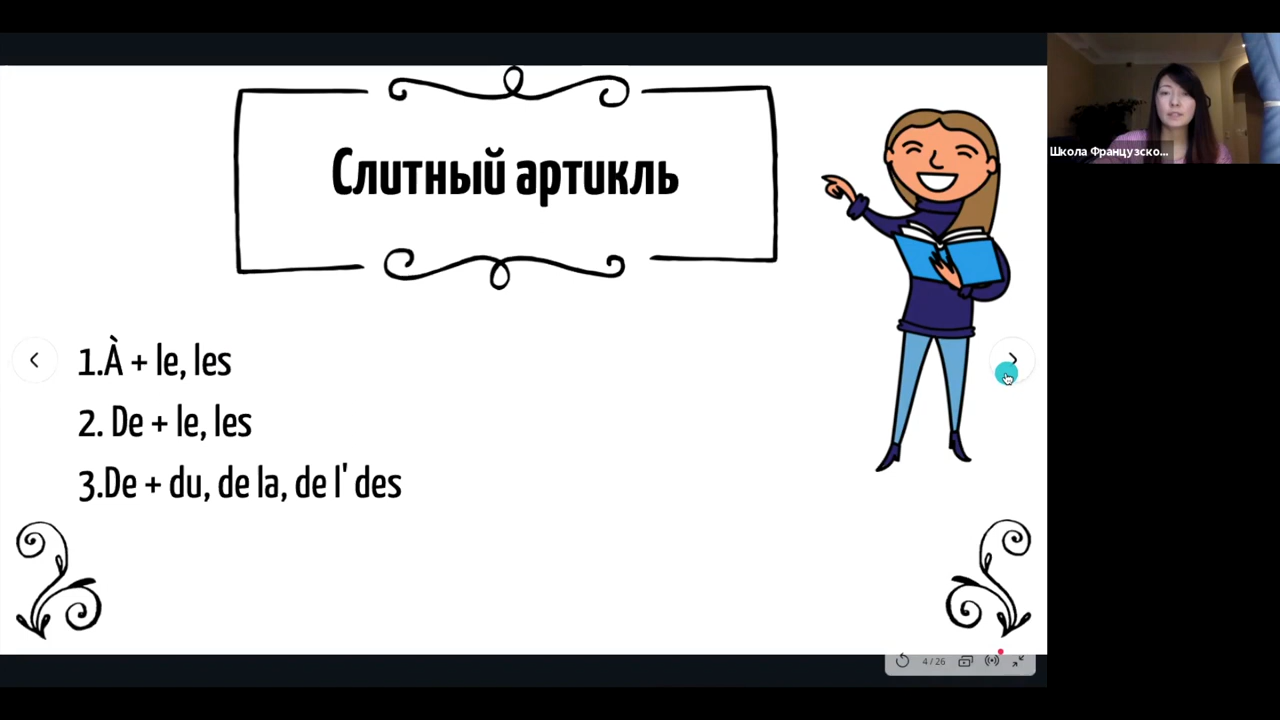 Слитный артикль
Школа Французско...
1.À + le, les
2. De + le, les
3.De + du, de la, de l' des
4 / 26